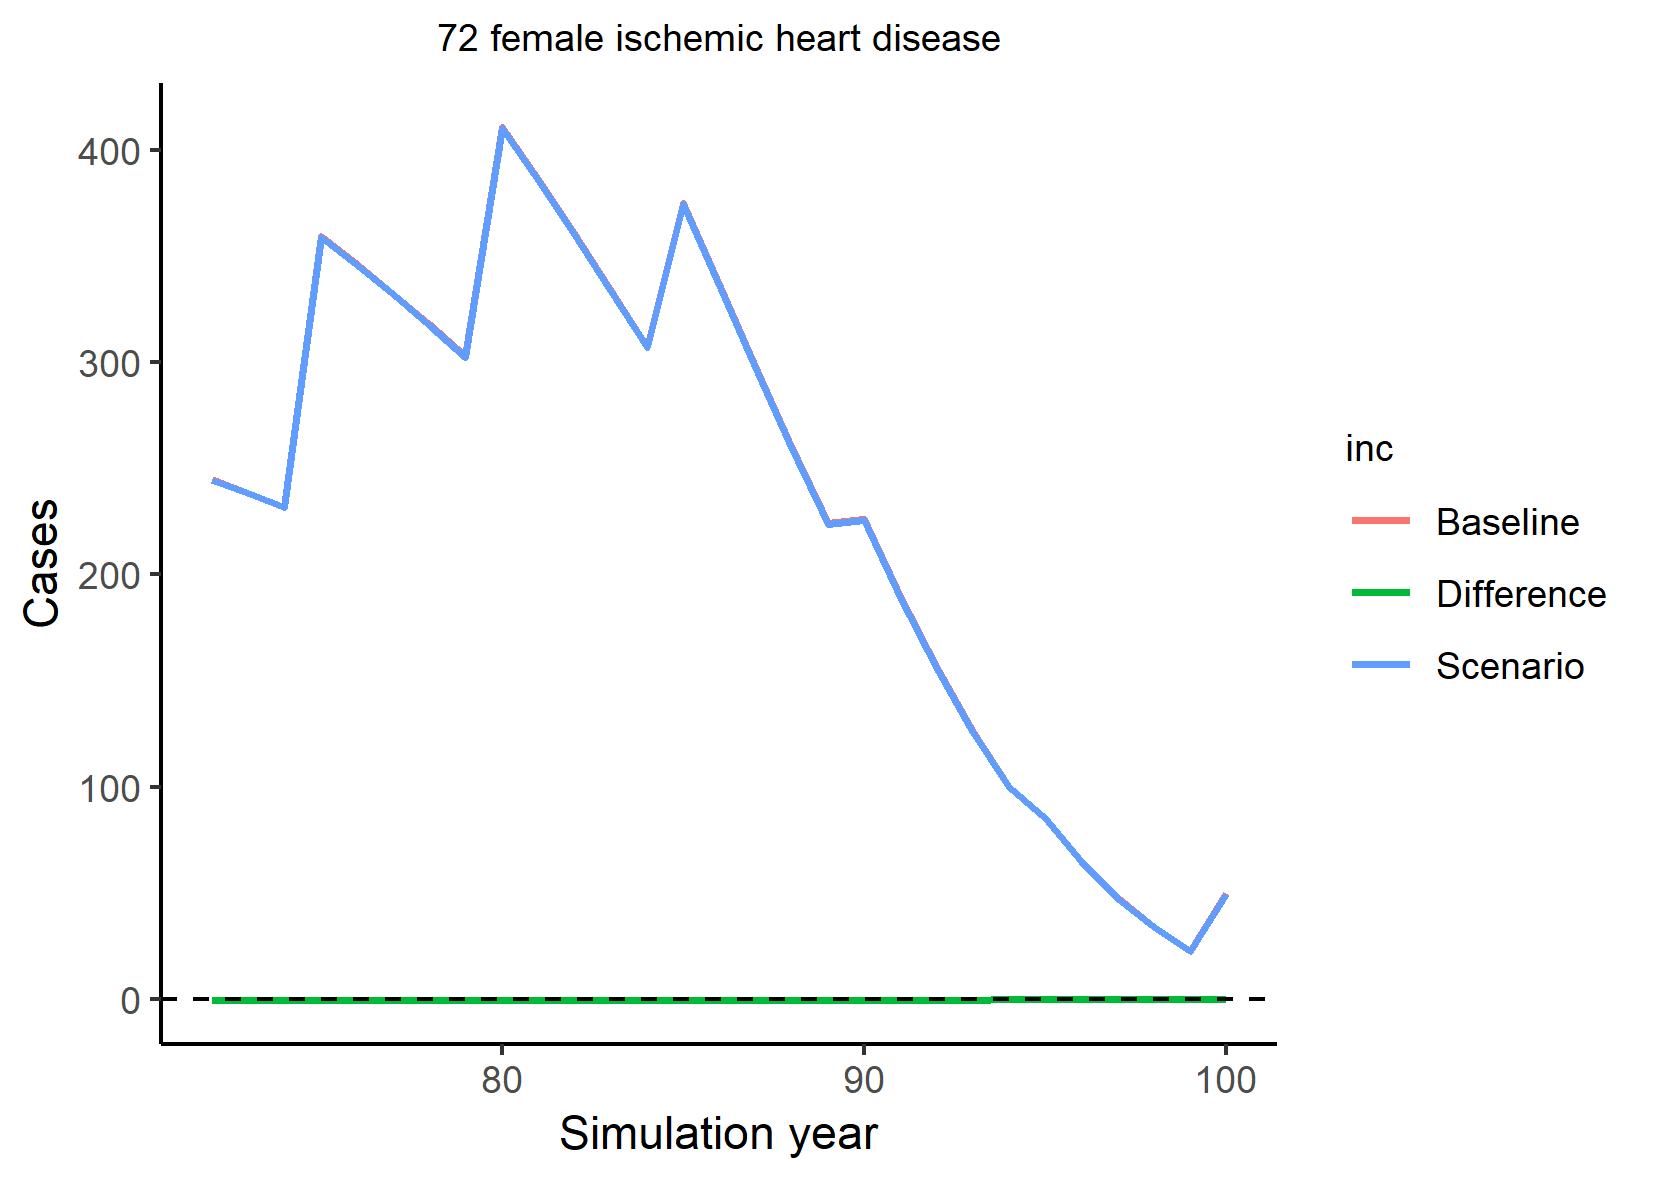 72 female ischemic heart disease
400
300
200
100
0
Cases
80
90
100
Simulation year
inc
Baseline
Difference
Scenario